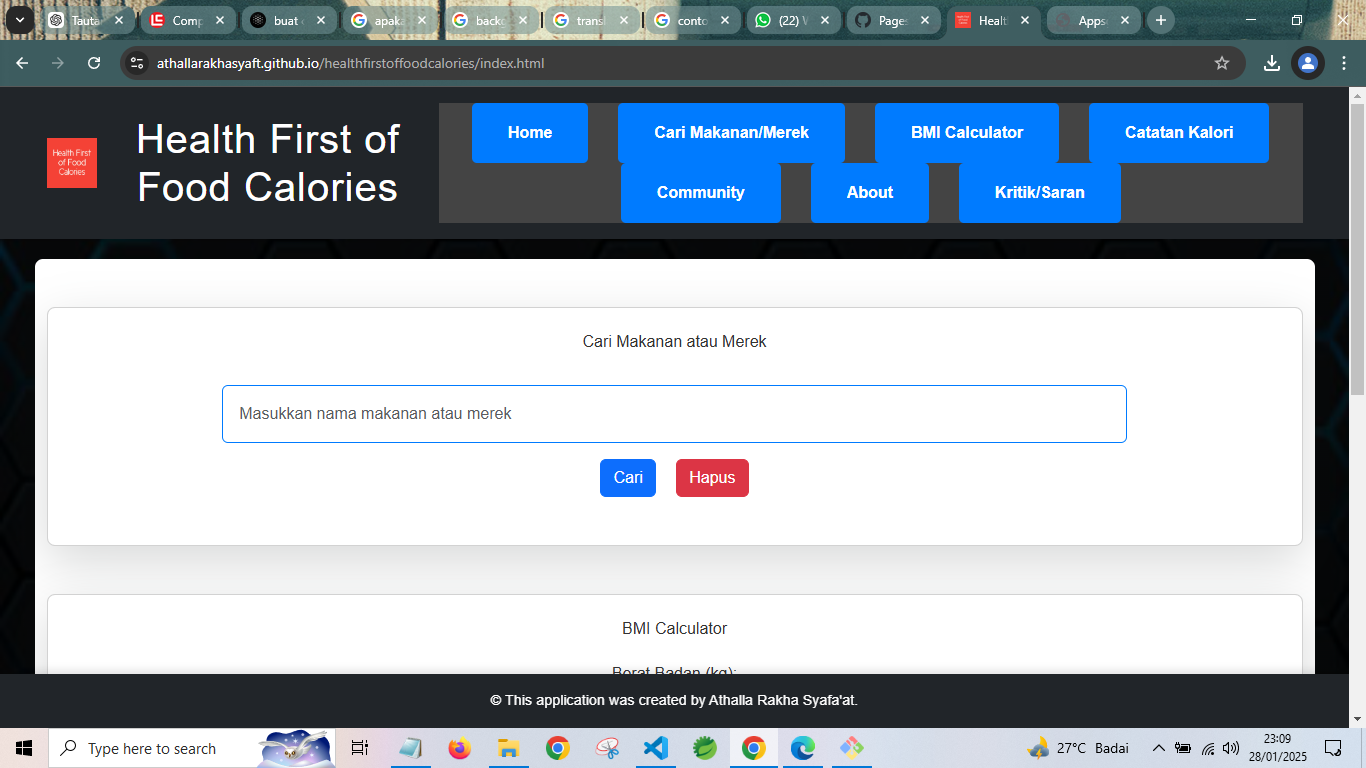 Tauta
Comp
buat
apaka
backg
transl
conto
(22) W
Pages
Healt
Apps
athallarakhasyaft.github.io/healthfirstoffoodcalories/index.html
Health First
of Food
Calories
Health First of
Food Calories
Home
Cari Makanan/Merek
BMI Calculator
Catatan Kalori
Community
About
Kritik/Saran
Cari Makanan atau Merek
Masukkan nama makanan atau merek
Cari
Hapus
BMI Calculator
Berat Badan (kg):
© This application was created by Athalla Rakha Syafa'at.
Type here to search
27°C Badai
23:09
28/01/2025